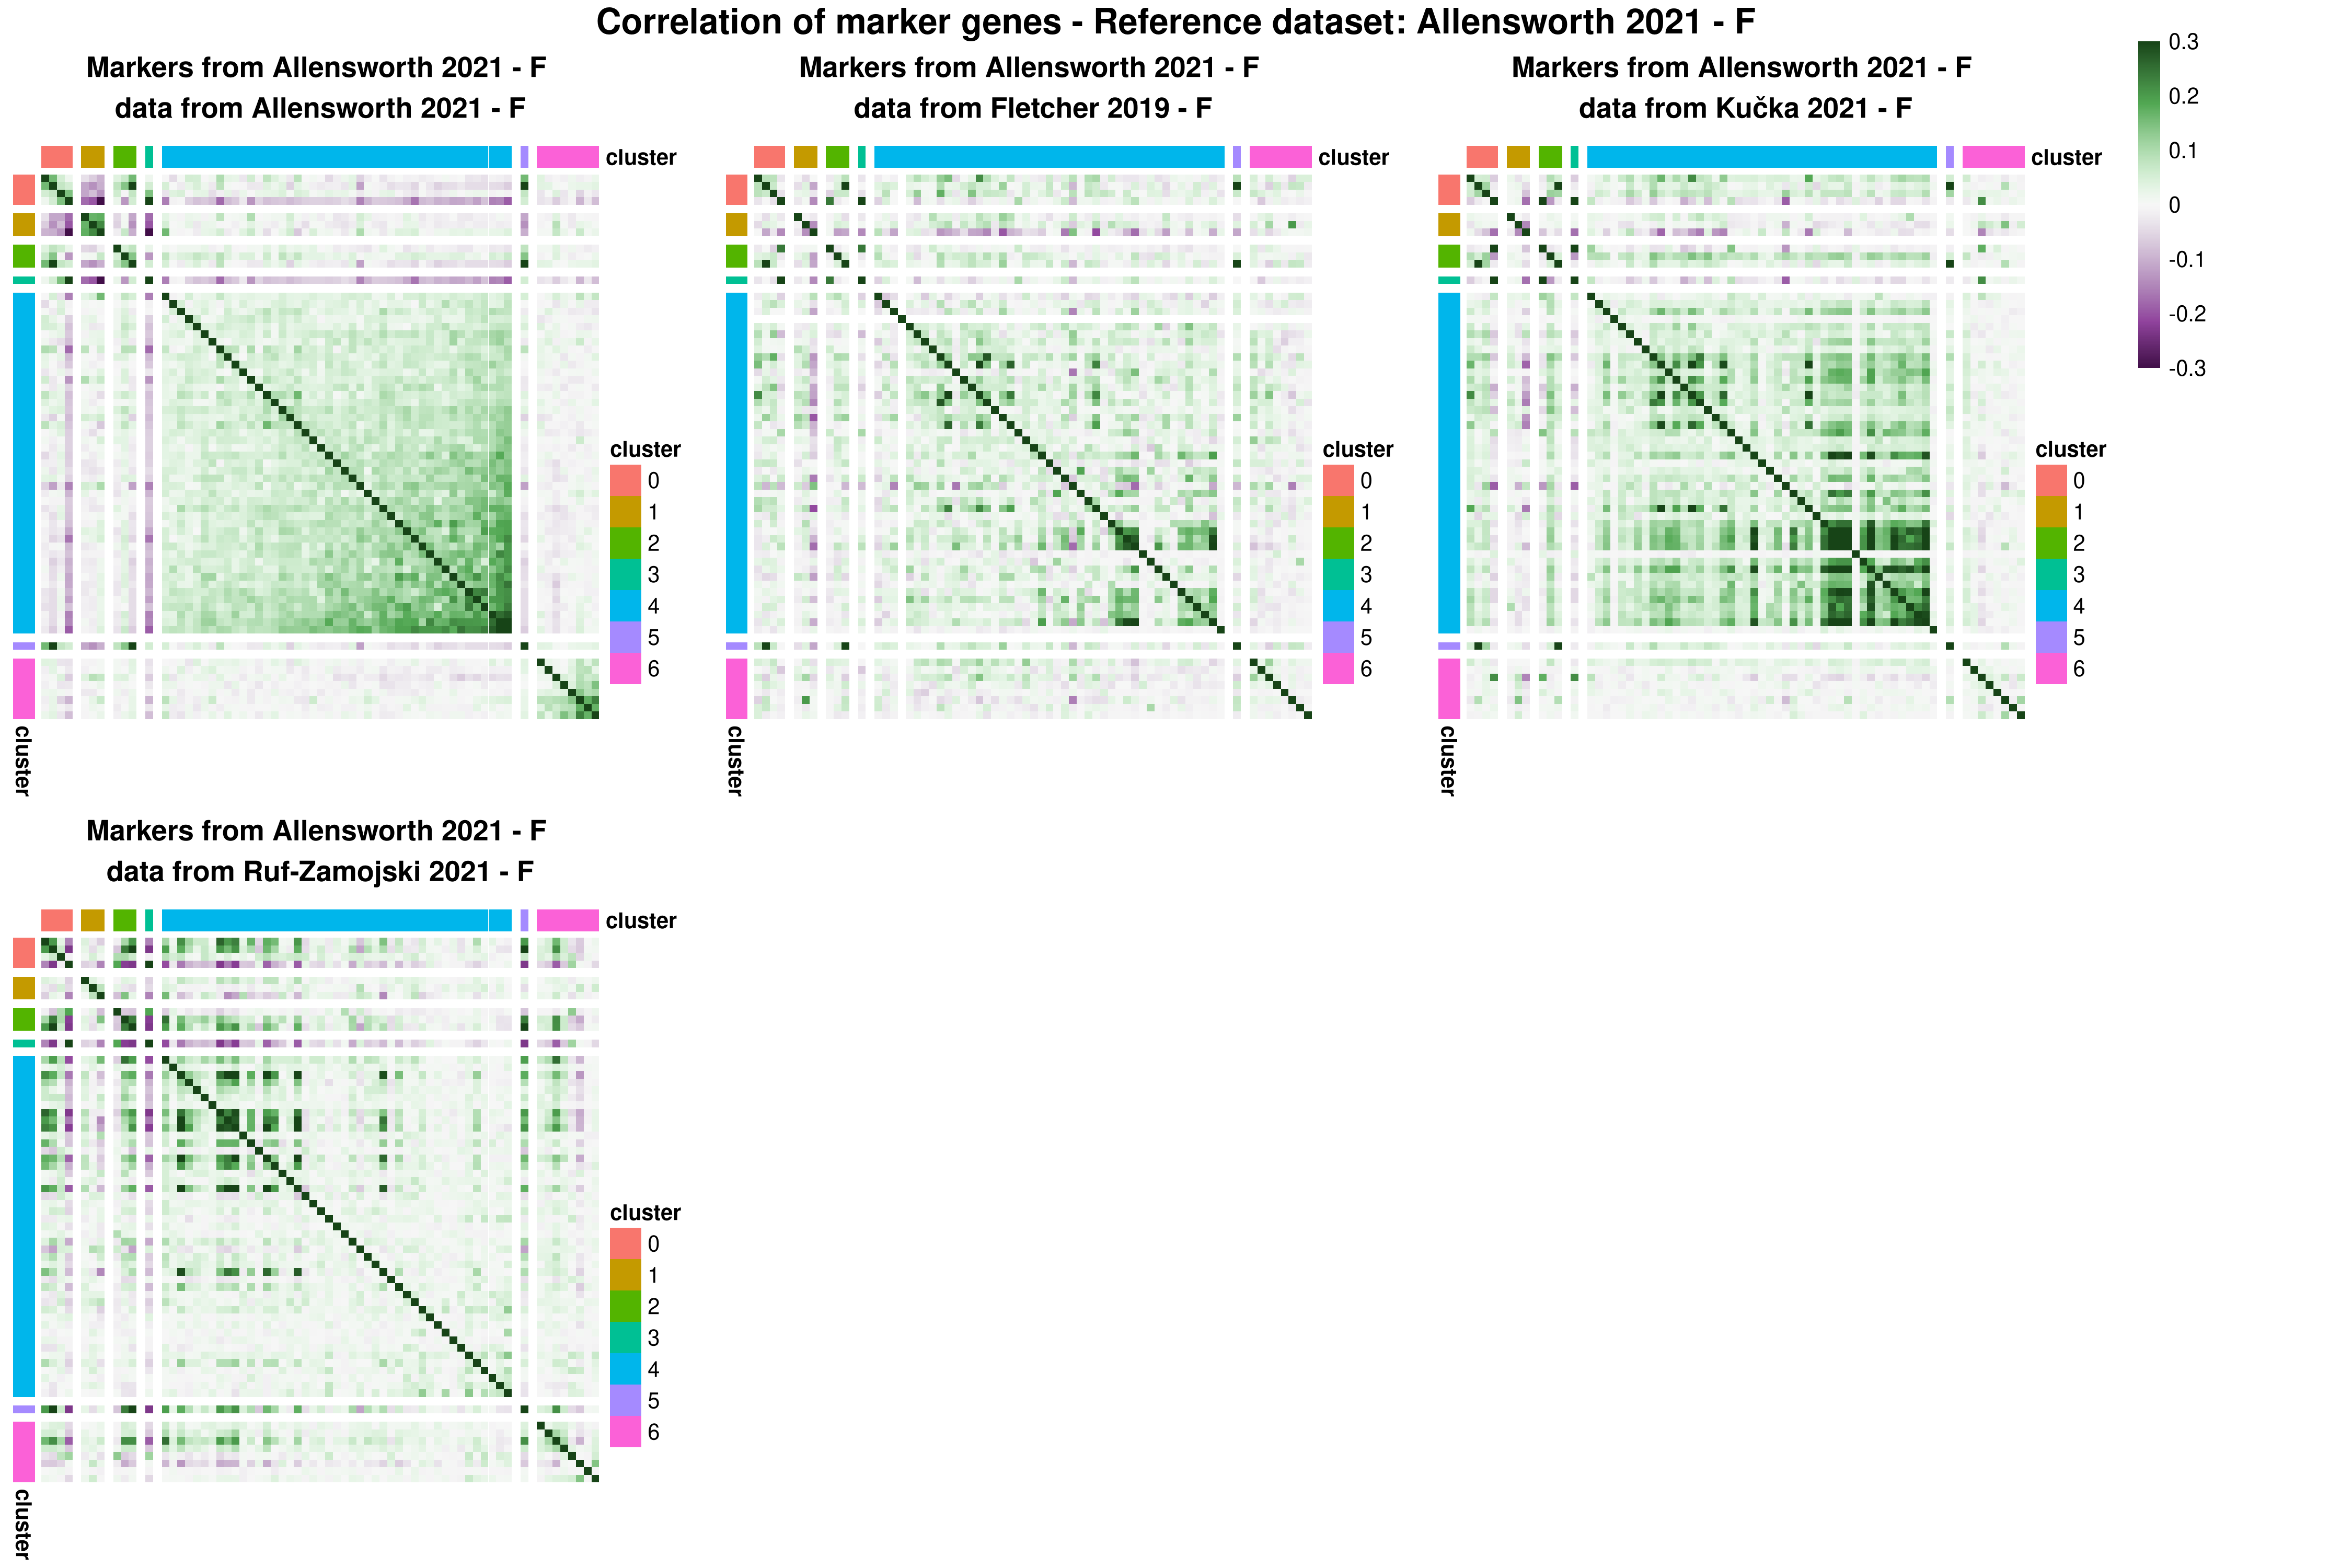 Correlation of marker genes - Reference dataset: Allensworth 2021 - F
Markers from Allensworth 2021 - F
data from Allensworth 2021 - F
cluster
cluster
0
1
2
3
4
5
6
cluster
Markers from Allensworth 2021 - F
data from Fletcher 2019 - F
cluster
cluster
0
1
2
3
4
5
6
cluster
Markers from Allensworth 2021 - F
data from Kučka 2021 - F
cluster
cluster
0
1
2
3
4
5
6
cluster
0.3
0.2
0.1
0
-0.1
-0.2
-0.3
Markers from Allensworth 2021 - F
data from Ruf-Zamojski 2021 - F
cluster
cluster
0
1
2
3
4
5
6
cluster